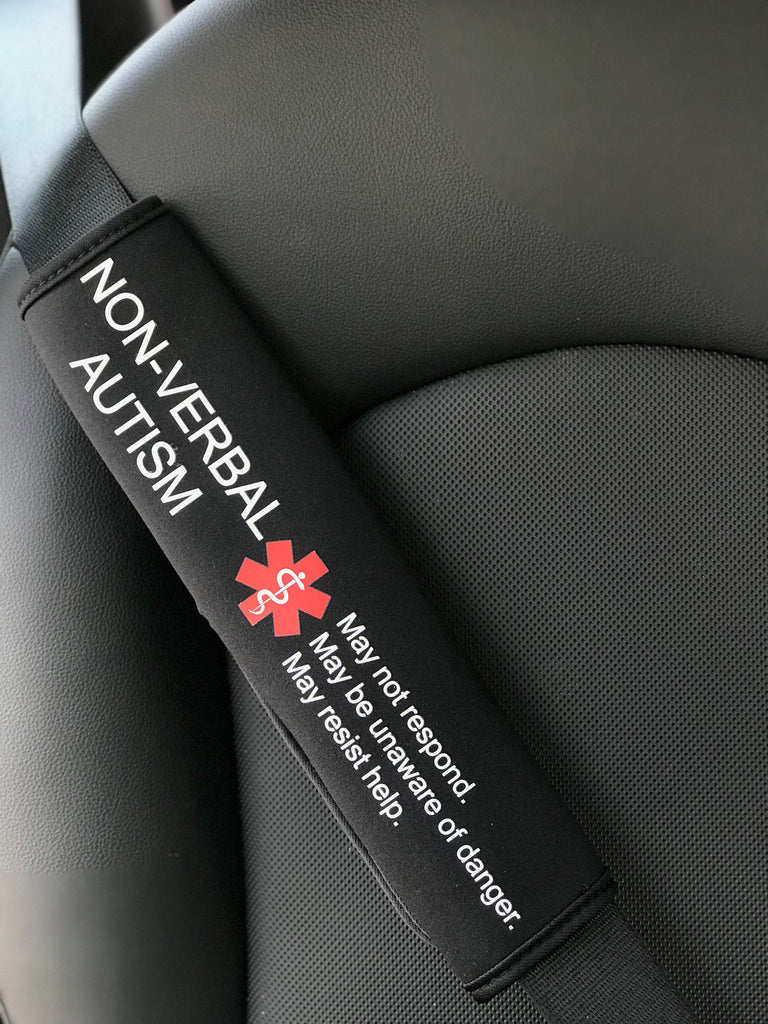 NON-VERBAL
AUTISM
May not respond.
May be unaware of danger.
May resist help.